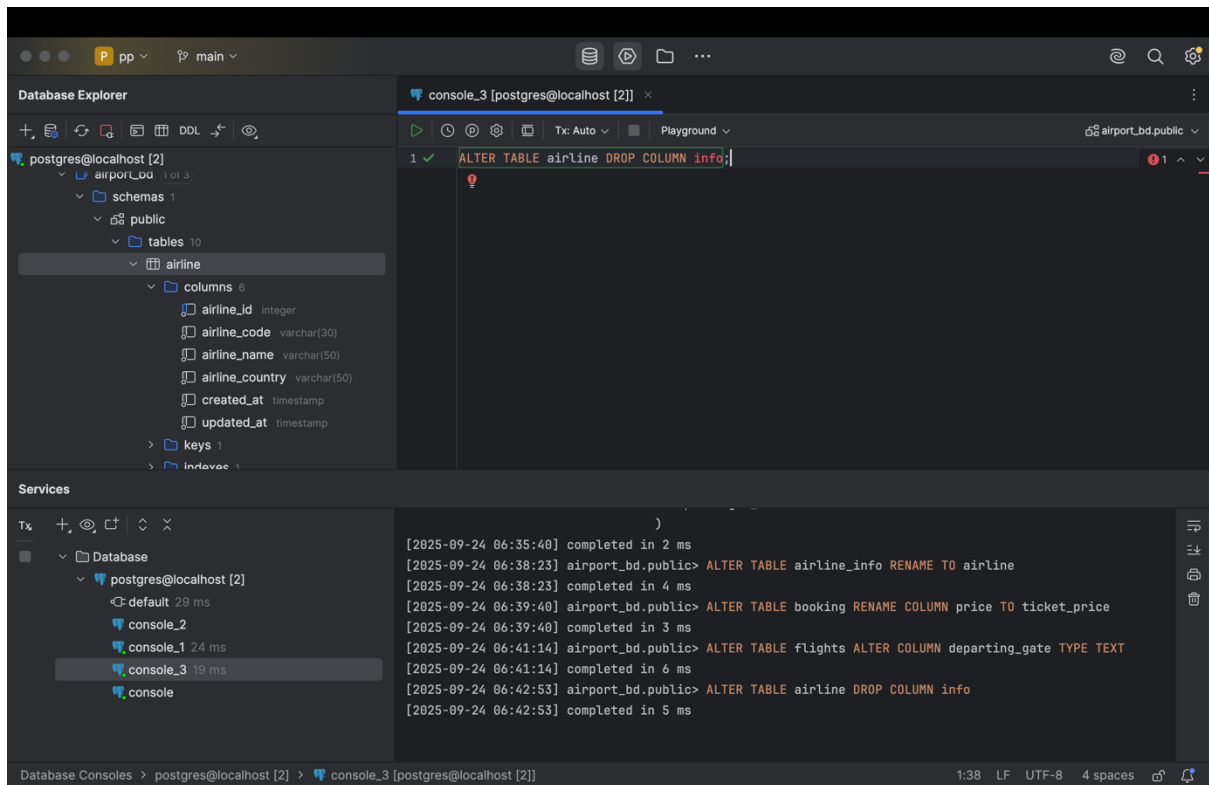 P pp main
Database Explorer
console_3 [postgres@localhost [2]]
DDL
Tx: Auto Playground airport_bd.public
postgres@localhost [2]
airport_bd 1 of 3
schemas 1
public
tables 10
airline
columns 6
airline_id integer
airline_code varchar(30)
airline_name varchar(50)
airline_country varchar(50)
created_at timestamp
updated_at timestamp
keys 1
indexes 1
1 ALTER TABLE airline DROP COLUMN info;
1
Services
Tx
Database
postgres@localhost [2]
default 29 ms
console_2
console_1 24 ms
console_3 19 ms
console
)
[2025-09-24 06:35:40] completed in 2 ms
[2025-09-24 06:38:23] airport_bd.public> ALTER TABLE airline_info RENAME TO airline
[2025-09-24 06:38:23] completed in 4 ms
[2025-09-24 06:39:40] airport_bd.public> ALTER TABLE booking RENAME COLUMN price TO ticket_price
[2025-09-24 06:39:40] completed in 3 ms
[2025-09-24 06:41:14] airport_bd.public> ALTER TABLE flights ALTER COLUMN departing_gate TYPE TEXT
[2025-09-24 06:41:14] completed in 6 ms
[2025-09-24 06:42:53] airport_bd.public> ALTER TABLE airline DROP COLUMN info
[2025-09-24 06:42:53] completed in 5 ms
Database Consoles > postgres@localhost [2] > console_3 [postgres@localhost [2]]
1:38 LF UTF-8 4 spaces